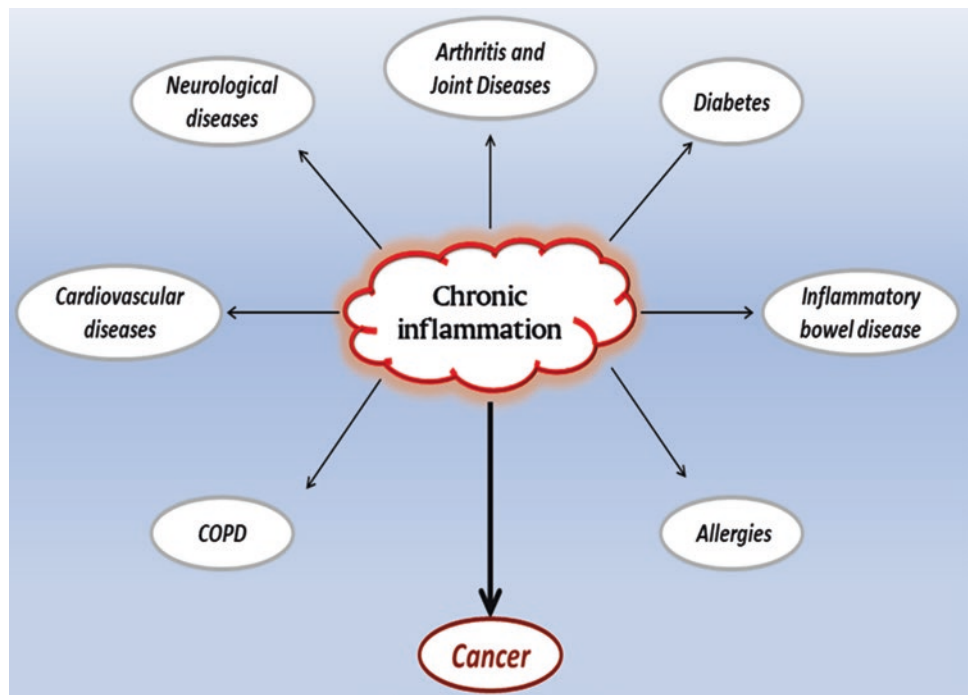 Arthritis and
Joint Diseases
Neurological
diseases
Diabetes
Cardiovascular
diseases
Chronic
inflammation
Inflammatory
bowel disease
COPD
Allergies
Cancer